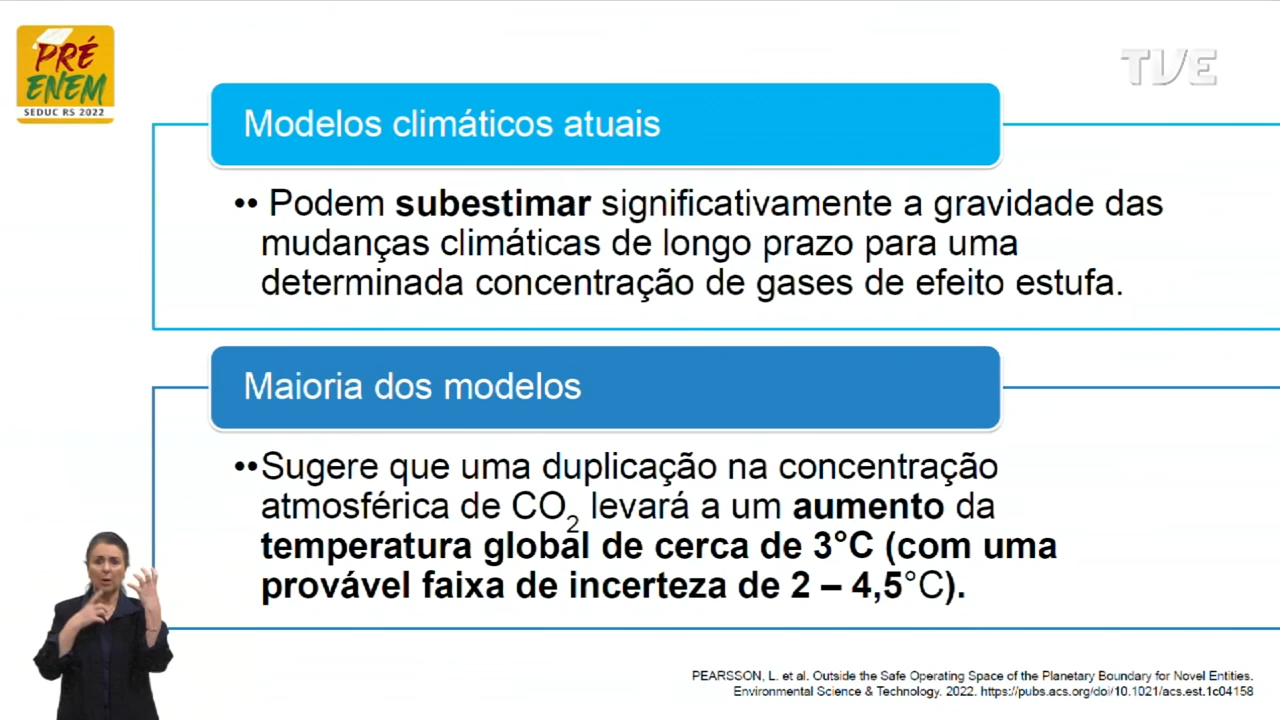 PRÉ
ENEM
SEDUC RS 2022
TVE
Modelos climáticos atuais
•• Podem subestimar significativamente a gravidade das
mudanças climáticas de longo prazo para uma
determinada concentração de gases de efeito estufa.
Maioria dos modelos
••Sugere que uma duplicação na concentração
atmosférica de CO₂ levará a um aumento da
temperatura global de cerca de 3°C (com uma
provável faixa de incerteza de 2 – 4,5°C).
PEARSSON, L. et al. Outside the Safe Operating Space of the Planetary Boundary for Novel Entities.
Environmental Science & Technology. 2022. https://pubs.acs.org/doi/10.1021/acs.est.1c04158